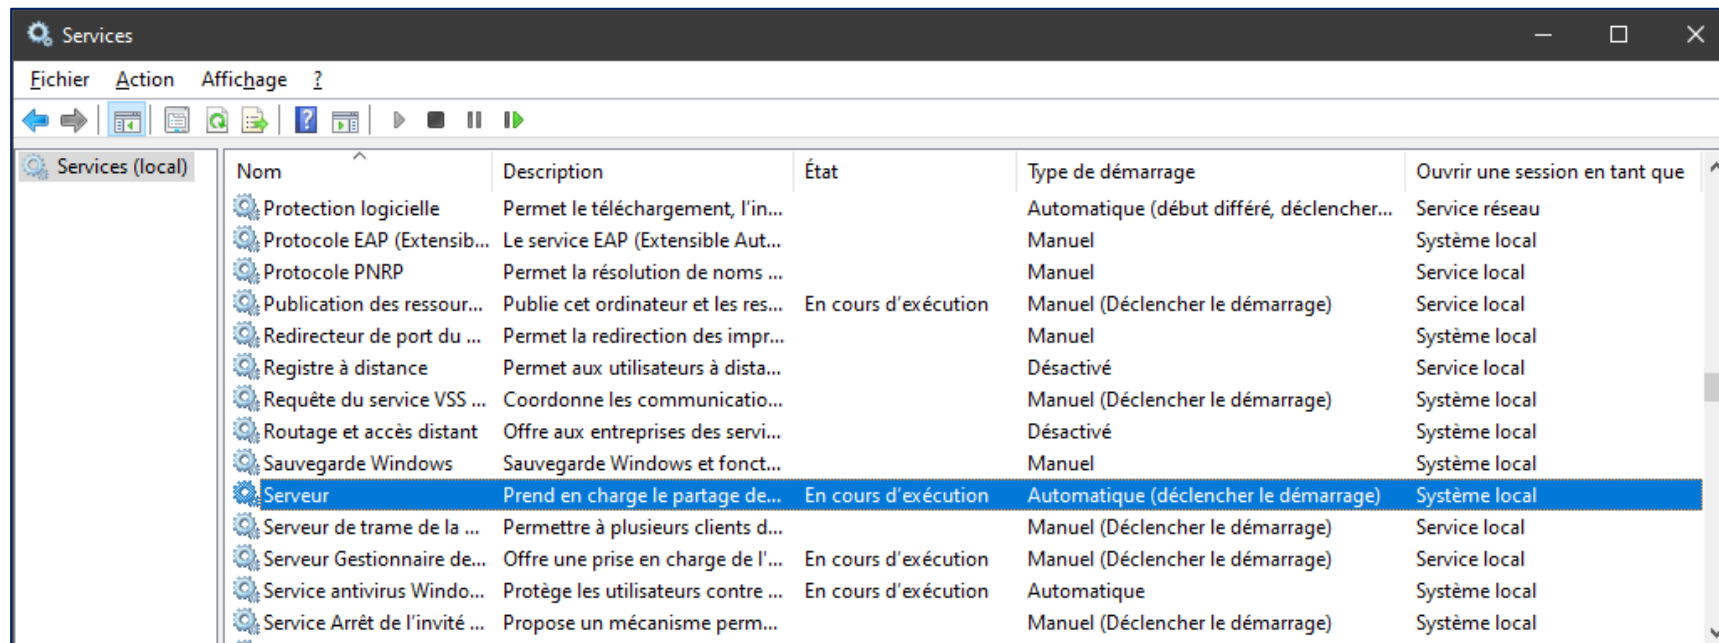 Services
Fichier Action Affichage ?
Services (local)
Nom Description État Type de démarrage Ouvrir une session en tant que
Protection logicielle Permet le téléchargement, l'in... Automatique (début différé, déclencher... Service réseau
Protocole EAP (Extensib... Le service EAP (Extensible Aut... Manuel Système local
Protocole PNRP Permet la résolution de noms ... Manuel Service local
Publication des ressour... Publie cet ordinateur et les res... En cours d'exécution Manuel (Déclencher le démarrage) Service local
Redirecteur de port du ... Permet la redirection des impr... Manuel Système local
Registre à distance Permet aux utilisateurs à dista... Désactivé Service local
Requête du service VSS ... Coordonne les communicatio... Manuel (Déclencher le démarrage) Système local
Routage et accès distant Offre aux entreprises des servi... Désactivé Système local
Sauvegarde Windows Sauvegarde Windows et fonct... Manuel Système local
Serveur Prend en charge le partage de... En cours d'exécution Automatique (déclencher le démarrage) Système local
Serveur de trame de la ... Permettre à plusieurs clients d... Manuel (Déclencher le démarrage) Service local
Serveur Gestionnaire de... Offre une prise en charge de l'... En cours d'exécution Manuel (Déclencher le démarrage) Service local
Service antivirus Windo... Protège les utilisateurs contre ... En cours d'exécution Automatique Système local
Service Arrêt de l'invité ... Propose un mécanisme perm... Manuel (Déclencher le démarrage) Système local